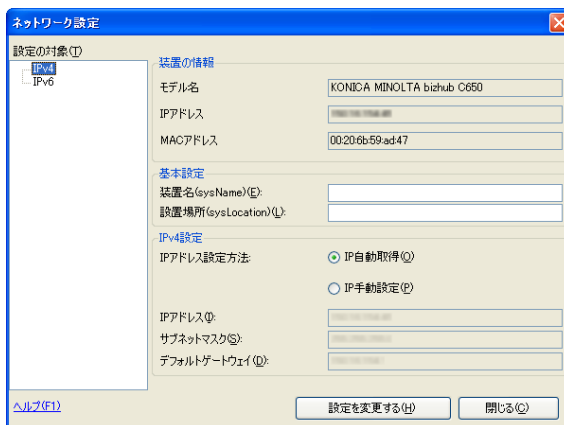 ネットワーク設定
設定の対象(T)
IPv4
IPv6
装置の情報
モデル名
KONICA MINOLTA bizhub C650
IPアドレス
MACアドレス
00:20:6b:59:ad:47
基本設定
装置名(sysName)(E):
設置場所(sysLocation)(L):
IPv4設定
IPアドレス設定方法:
IP自動取得(O)
IP手動設定(P)
IPアドレス(I):
サブネットマスク(S):
デフォルトゲートウェイ(D):
ヘルプ(F1)
設定を変更する(H)
閉じる(C)